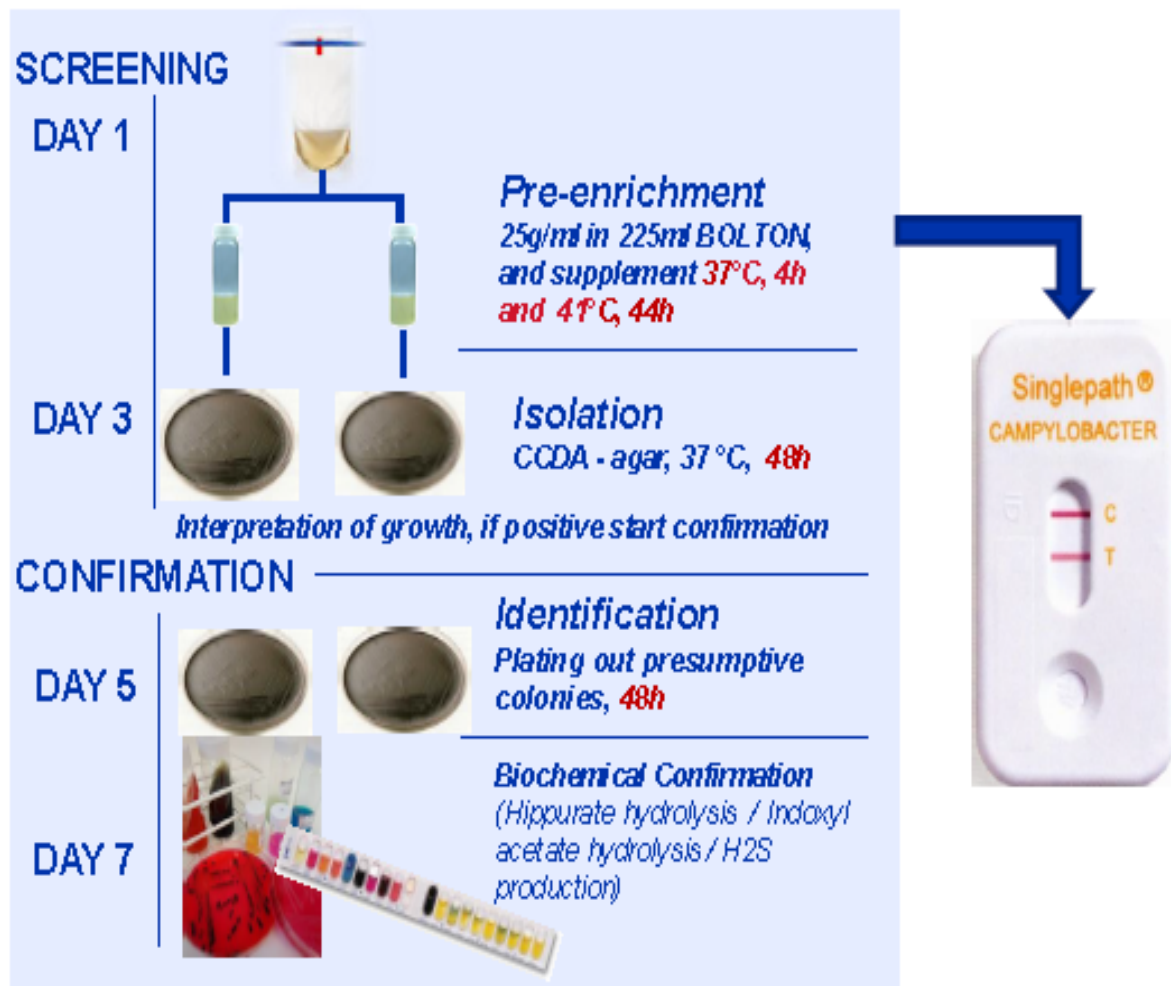 SCREENING
DAY 1
Pre-enrichment
25g/ml in 225ml BOLTON,
and supplement 37°C, 4h
and 41°C, 44h
DAY 3
Isolation
CCDA - agar, 37 °C, 48h
Interpretation of growth, if positive start confirmation
CONFIRMATION
Identification
DAY 5
Plating out presumptive
colonies, 48h
Biochemical Confirmation
(Hippurate hydrolysis / Indoxyl
acetate hydrolysis / H2S
production)
DAY 7
Singlepath®
CAMPYLOBACTER
C
T